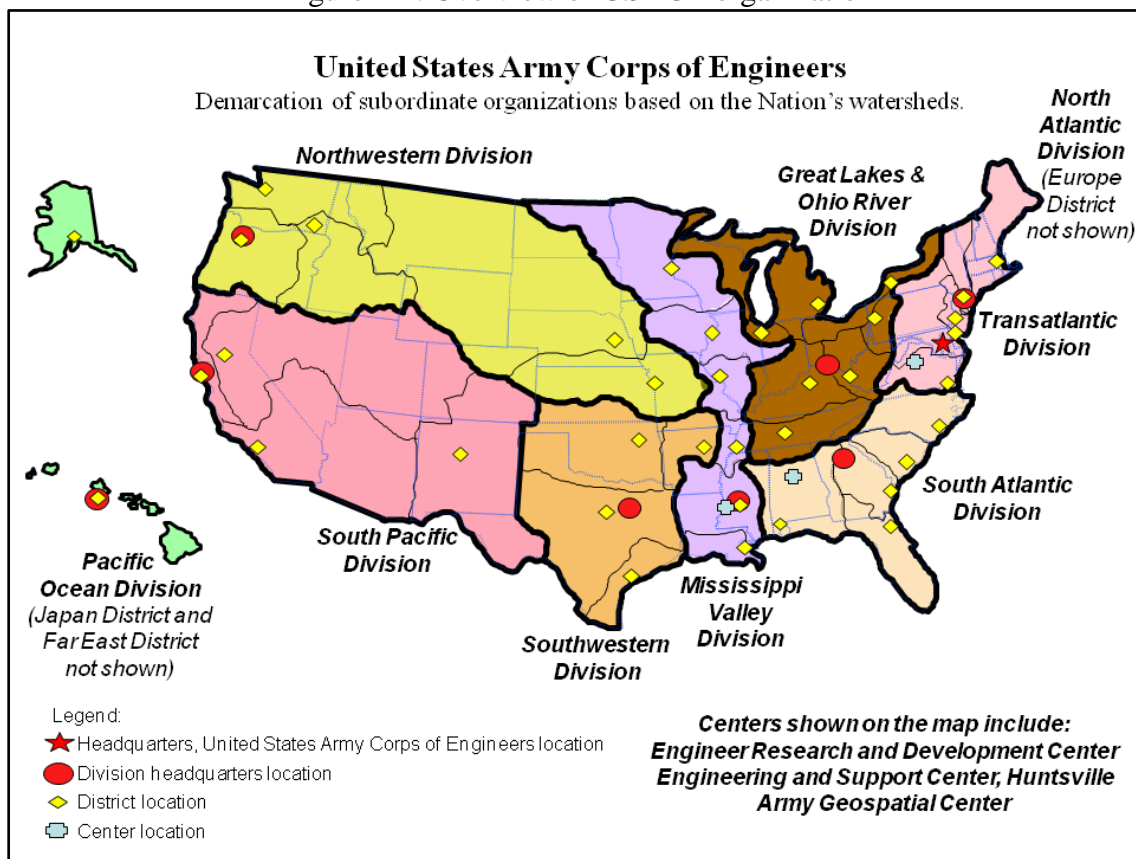 United States Army Corps of Engineers
Demarcation of subordinate organizations based on the Nation's watersheds.
North
Atlantic
Division
(Europe
District
not shown)
Northwestern Division
Great Lakes &
Ohio River
Division
Transatlantic
Division
South Atlantic
Division
South Pacific
Division
Pacific
Ocean Division
(Japan District and
Far East District
not shown)
Mississippi
Valley
Division
Southwestern
Division
Legend:
Headquarters, United States Army Corps of Engineers location
Division headquarters location
District location
Center location
Centers shown on the map include:
Engineer Research and Development Center
Engineering and Support Center, Huntsville
Army Geospatial Center